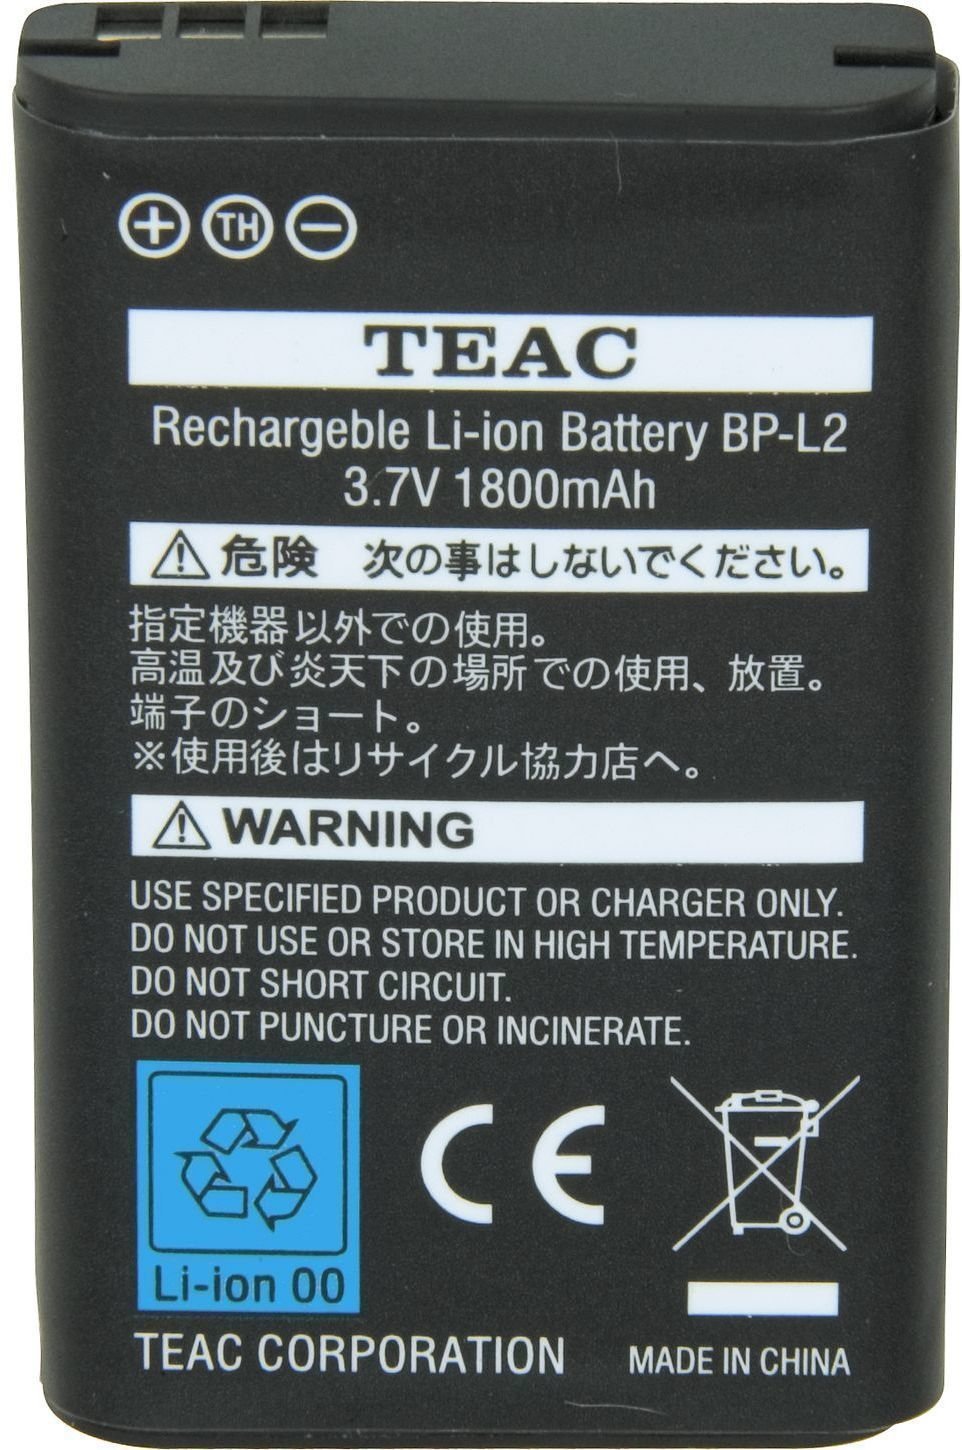 TH
TEAC
Rechargeble Li-ion Battery BP-L2
3.7V 1800mAh
危険 次の事はしないでください。
指定機器以外での使用。
高温及び炎天下の場所での使用、放置。
端子のショート。
※使用後はリサイクル協力店へ。
WARNING
USE SPECIFIED PRODUCT OR CHARGER ONLY.
DO NOT USE OR STORE IN HIGH TEMPERATURE.
DO NOT SHORT CIRCUIT.
DO NOT PUNCTURE OR INCINERATE.
CE
Li-ion 00
TEAC CORPORATION MADE IN CHINA